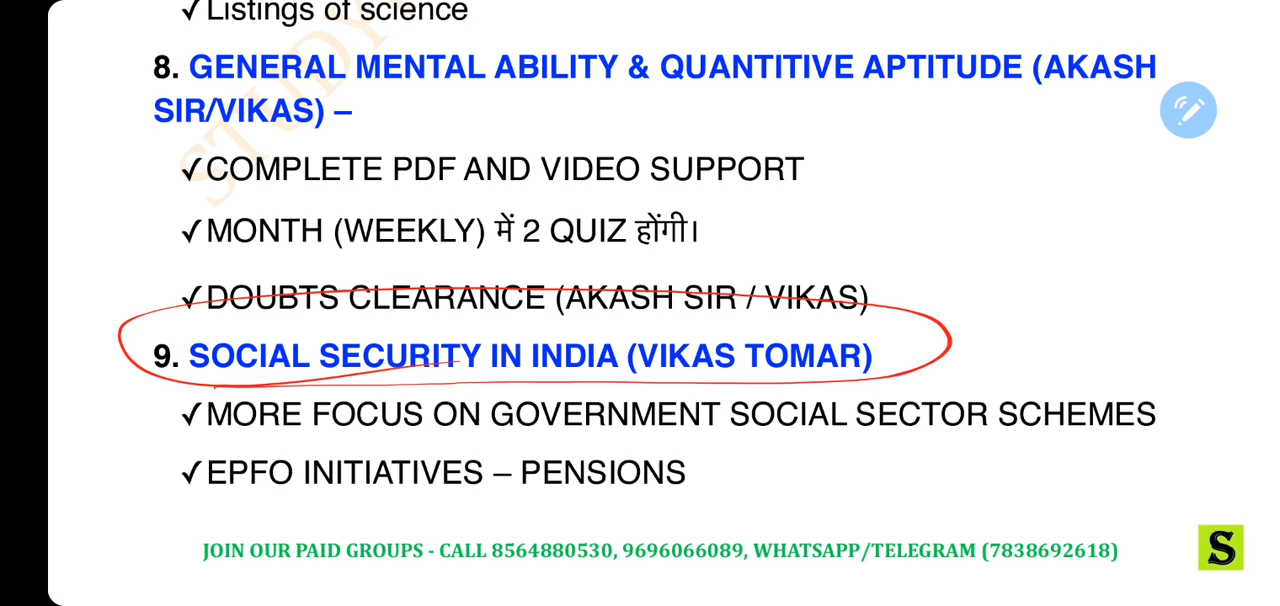 ✓Listings of science
8. GENERAL MENTAL ABILITY & QUANTITIVE APTITUDE (AKASH
SIR/VIKAS) –
✓COMPLETE PDF AND VIDEO SUPPORT
✓MONTH (WEEKLY) में 2 QUIZ होंगी।
✓DOUBTS CLEARANCE (AKASH SIR / VIKAS)
9. SOCIAL SECURITY IN INDIA (VIKAS TOMAR)
✓MORE FOCUS ON GOVERNMENT SOCIAL SECTOR SCHEMES
✓EPFO INITIATIVES – PENSIONS
JOIN OUR PAID GROUPS - CALL 8564880530, 9696066089, WHATSAPP/TELEGRAM (7838692618)
S
STUDY